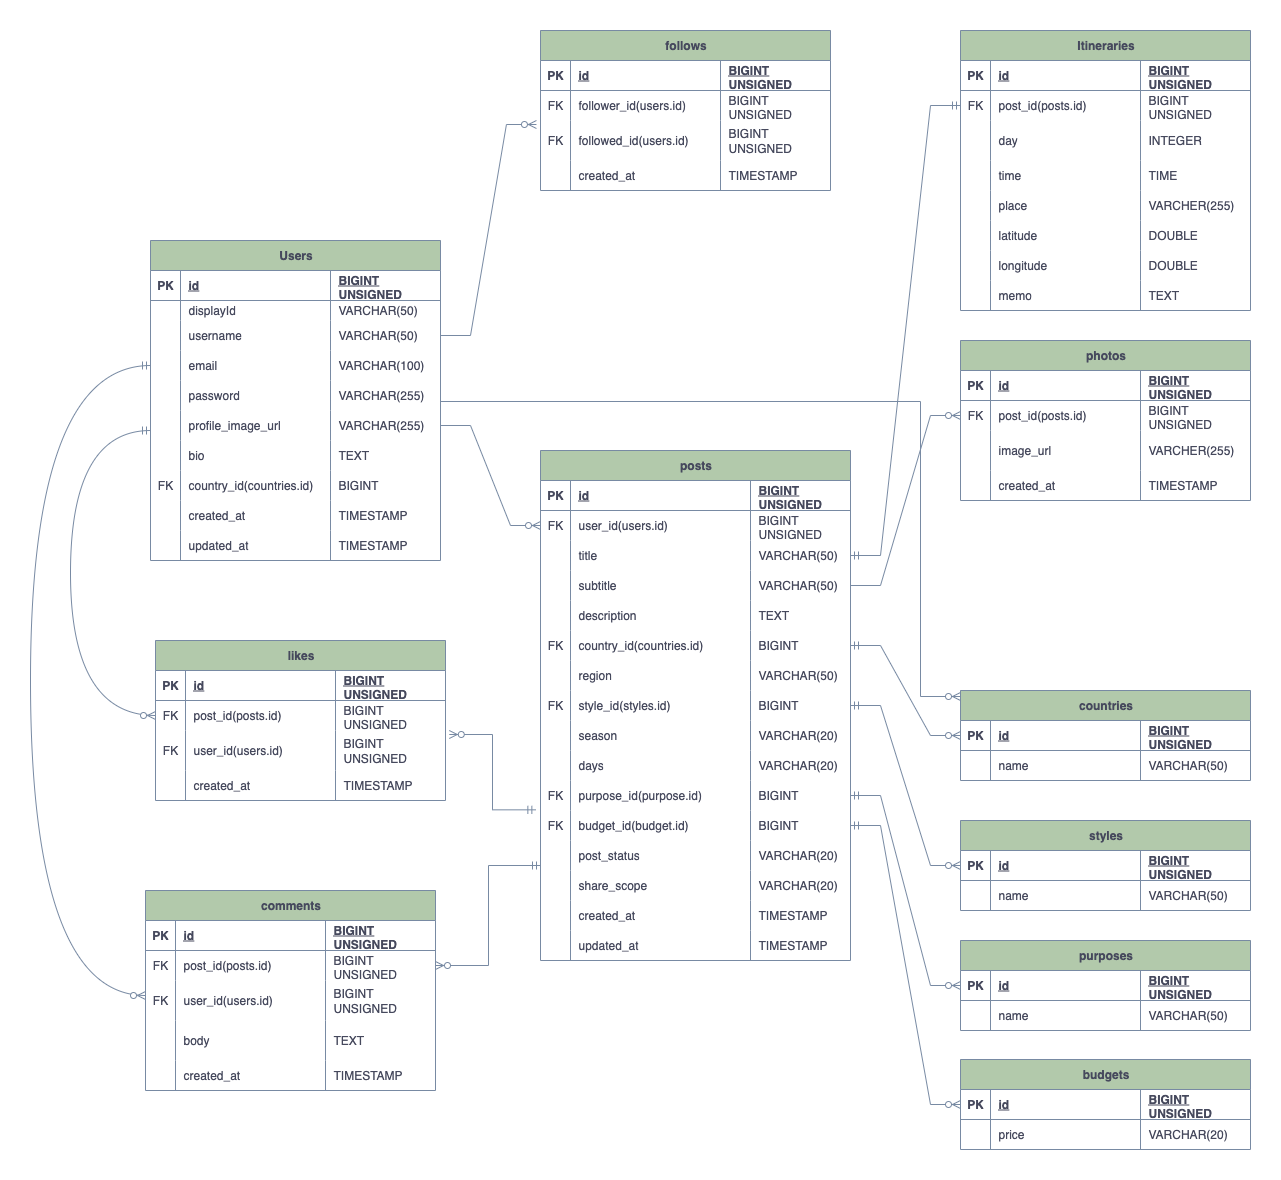 follows
PK id BIGINT
UNSIGNED
FK follower_id(users.id) BIGINT
UNSIGNED
FK followed_id(users.id) BIGINT
UNSIGNED
created_at TIMESTAMP
Itineraries
PK id BIGINT
UNSIGNED
FK post_id(posts.id) BIGINT
UNSIGNED
day INTEGER
time TIME
place VARCHER(255)
latitude DOUBLE
longitude DOUBLE
memo TEXT
Users
PK id BIGINT
UNSIGNED
displayId VARCHAR(50)
username VARCHAR(50)
email VARCHAR(100)
password VARCHAR(255)
profile_image_url VARCHAR(255)
bio TEXT
FK country_id(countries.id) BIGINT
created_at TIMESTAMP
updated_at TIMESTAMP
photos
PK id BIGINT
UNSIGNED
FK post_id(posts.id) BIGINT
UNSIGNED
image_url VARCHER(255)
created_at TIMESTAMP
posts
PK id BIGINT
UNSIGNED
FK user_id(users.id) BIGINT
UNSIGNED
title VARCHAR(50)
subtitle VARCHAR(50)
description TEXT
FK country_id(countries.id) BIGINT
region VARCHAR(50)
FK style_id(styles.id) BIGINT
season VARCHAR(20)
days VARCHAR(20)
FK purpose_id(purpose.id) BIGINT
FK budget_id(budget.id) BIGINT
post_status VARCHAR(20)
share_scope VARCHAR(20)
created_at TIMESTAMP
updated_at TIMESTAMP
likes
PK id BIGINT
UNSIGNED
FK post_id(posts.id) BIGINT
UNSIGNED
FK user_id(users.id) BIGINT
UNSIGNED
created_at TIMESTAMP
countries
PK id BIGINT
UNSIGNED
name VARCHAR(50)
styles
PK id BIGINT
UNSIGNED
name VARCHAR(50)
comments
PK id BIGINT
UNSIGNED
FK post_id(posts.id) BIGINT
UNSIGNED
FK user_id(users.id) BIGINT
UNSIGNED
body TEXT
created_at TIMESTAMP
purposes
PK id BIGINT
UNSIGNED
name VARCHAR(50)
budgets
PK id BIGINT
UNSIGNED
price VARCHAR(20)